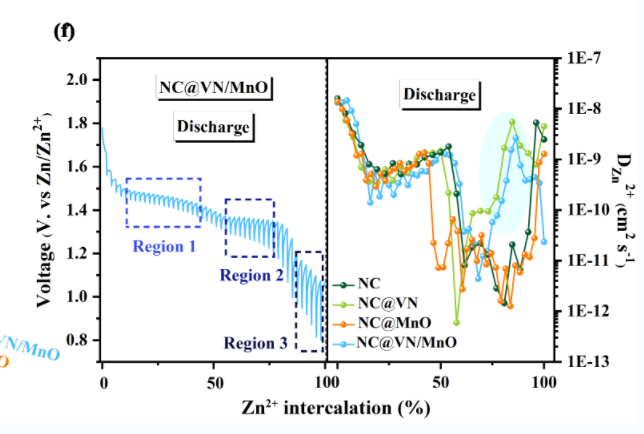 (f)
NC@VN/MnO
Discharge
Region 1
Region 2
Region 3
2.0
1.8
1.6
1.4
1.2
1.0
0.8
Voltage (V. vs Zn/Zn²⁺)
0
50
100
Discharge
NC
NC@VN
NC@MnO
NC@VN/MnO
50
100
1E-7
1E-8
1E-9
1E-10
1E-11
1E-12
1E-13
D_Zn²⁺ (cm² s⁻¹)
Zn²⁺ intercalation (%)
VN/MnO
O